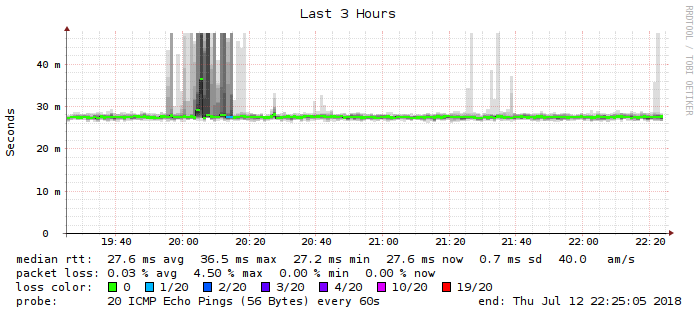 Last 3 Hours
RRDTOOL / TOBI OETIKER
Seconds
40 m
30 m
20 m
10 m
0
19:40 20:00 20:20 20:40 21:00 21:20 21:40 22:00 22:20
median rtt: 27.6 ms avg 36.5 ms max 27.2 ms min 27.6 ms now 0.7 ms sd 40.0 am/s
packet loss: 0.03 % avg 4.50 % max 0.00 % min 0.00 % now
loss color: 0 1/20 2/20 3/20 4/20 10/20 19/20
probe: 20 ICMP Echo Pings (56 Bytes) every 60s end: Thu Jul 12 22:25:05 2018